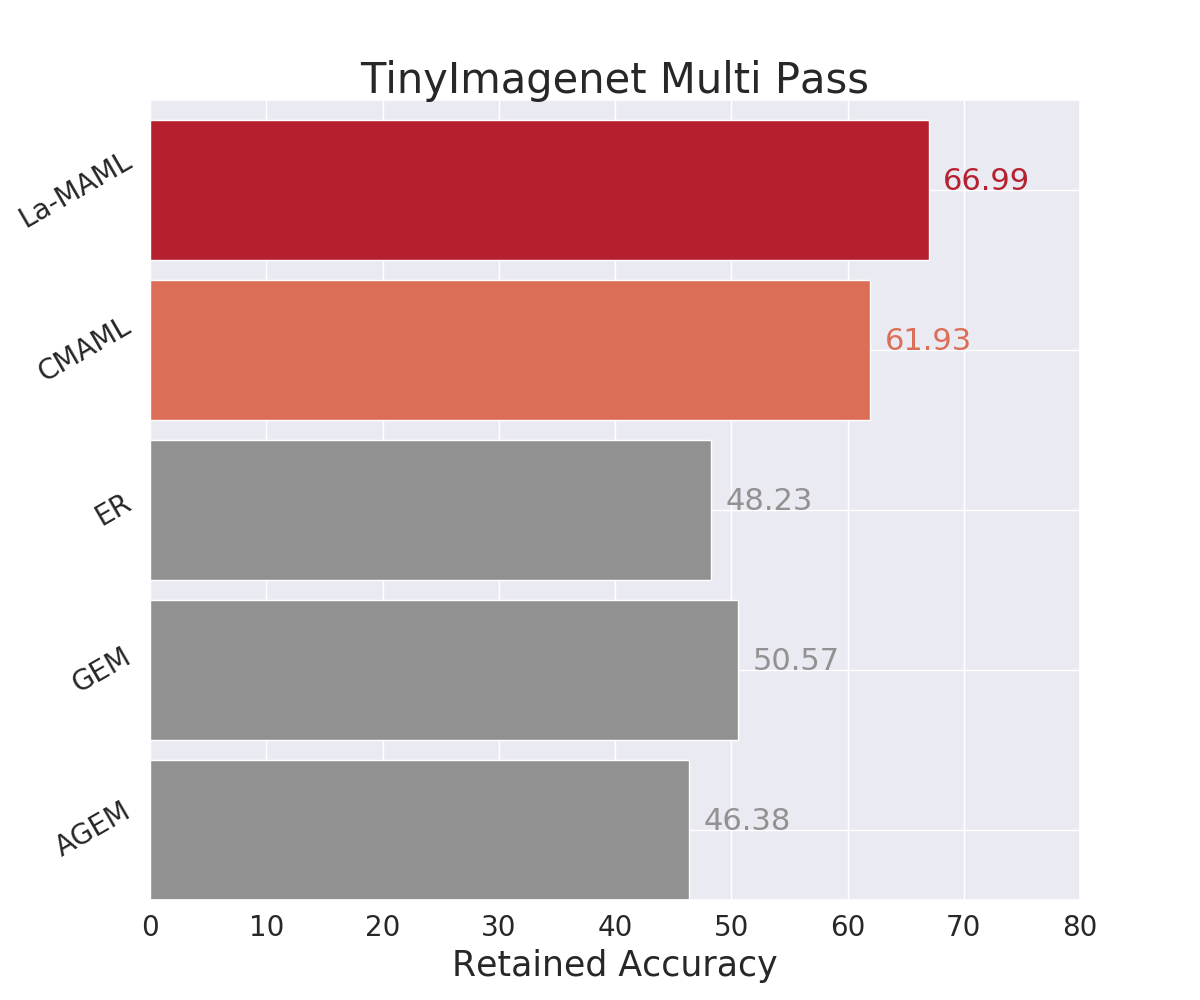 TinyImagenet Multi Pass
La-MAML
66.99
CMAML
61.93
ER
48.23
GEM
50.57
AGEM
46.38
0 10 20 30 40 50 60 70 80
Retained Accuracy